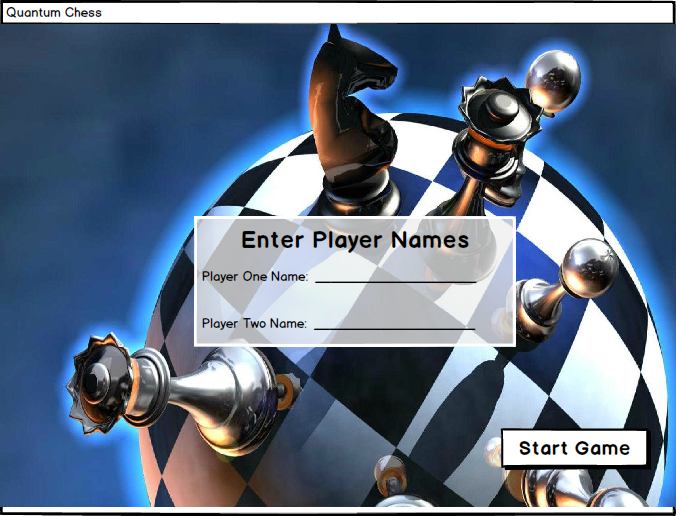 Quantum Chess
Enter Player Names
Player One Name:
Player Two Name:
Start Game